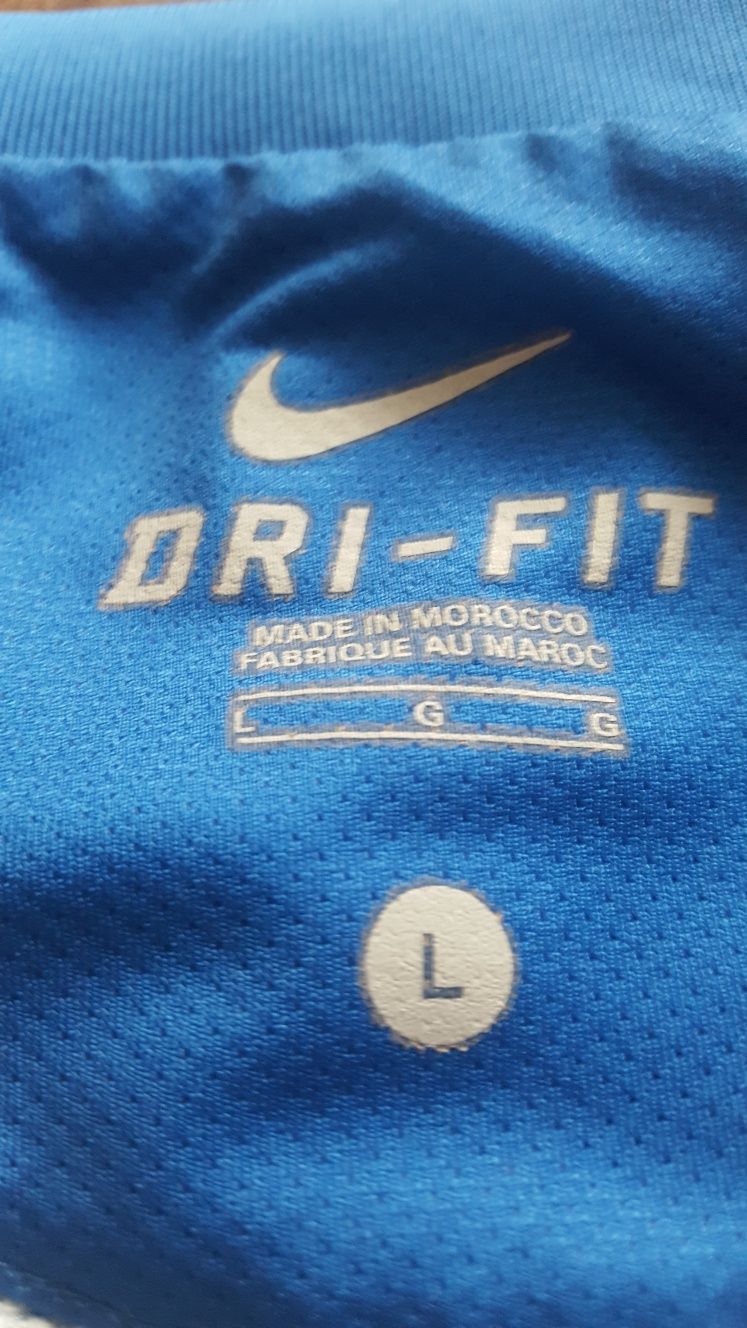 DRI-FIT
MADE IN MOROCCO
FABRIQUE AU MAROC
L G G
L